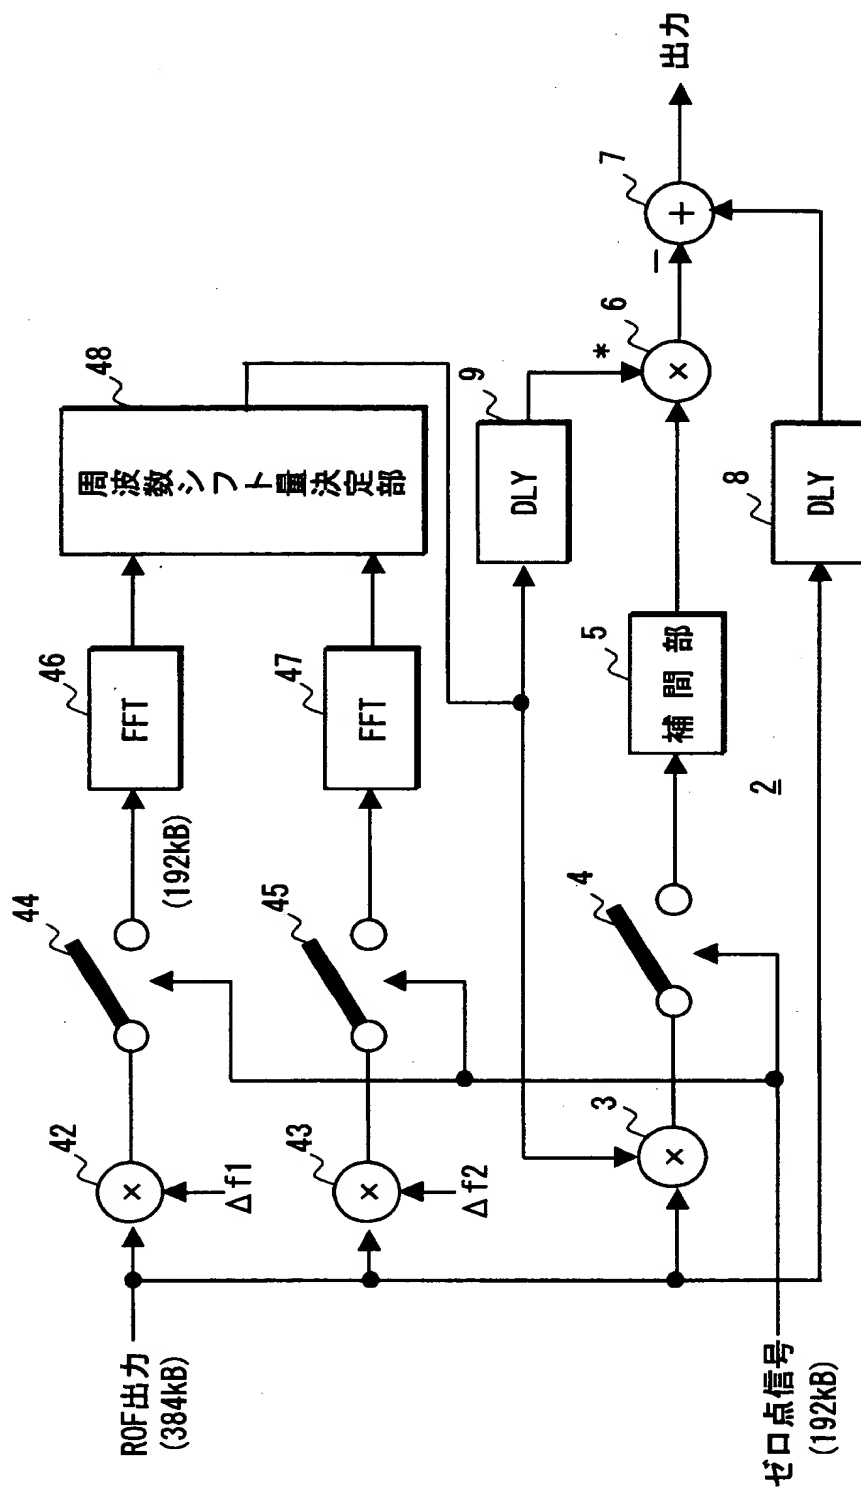 ROF出力
(384kB)
42
Δf1
44
(192kB)
46
FFT
48
周波数シフト量決定部
43
Δf2
45
47
FFT
9
DLY
3
4
5
補間部
*
6
×
−
7
+
出力
×
×
×
2
8
DLY
ゼロ点信号
(192kB)